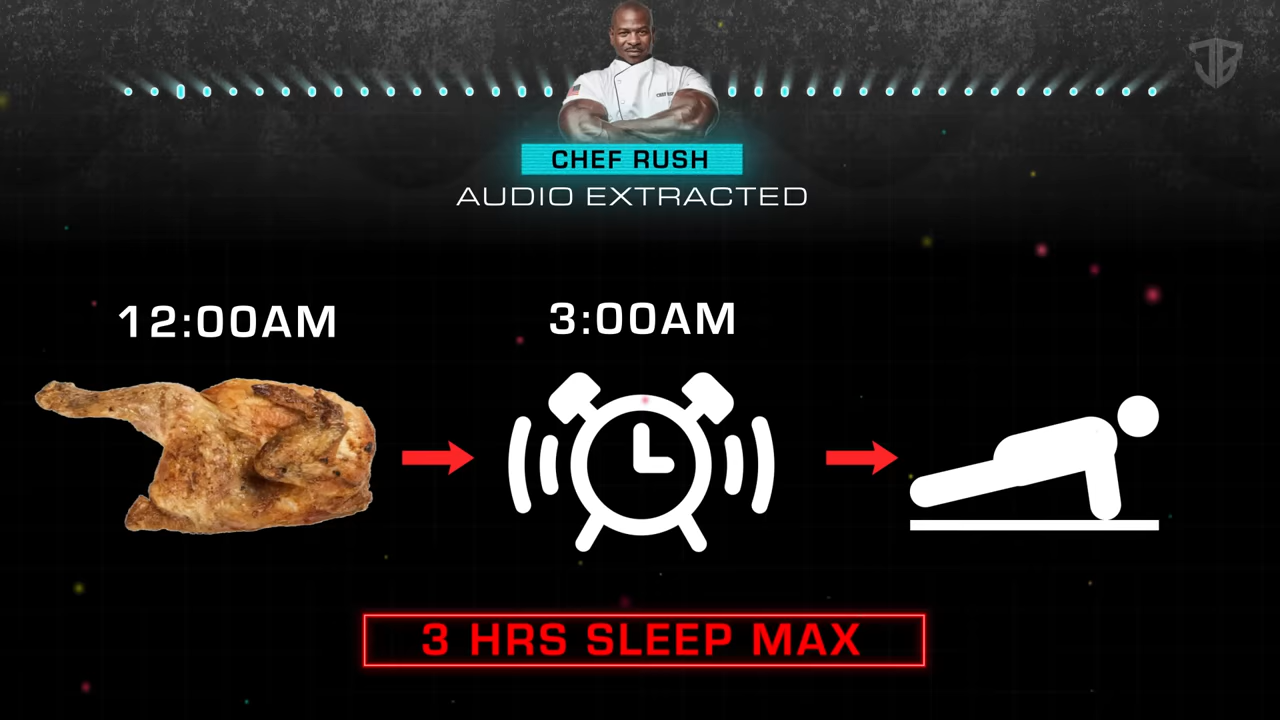 CHEF RUSH
AUDIO EXTRACTED
12:00AM
3:00AM
3 HRS SLEEP MAX